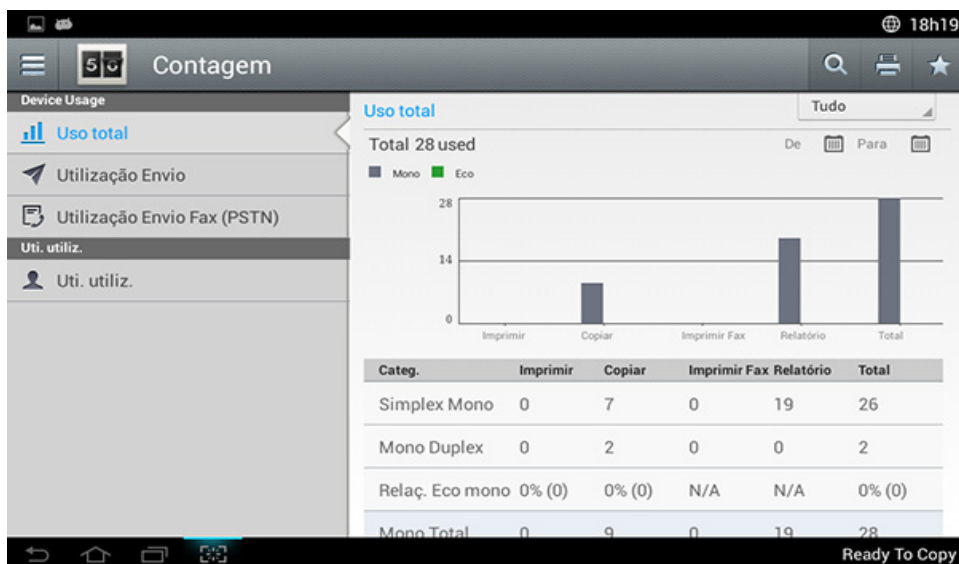 18h19
50 Contagem
Device Usage
Uso total
Utilização Envio
Utilização Envio Fax (PSTN)
Uti. utiliz.
Uti. utiliz.
Uso total
Tudo
Total 28 used
De Para
Mono Eco
28
14
0
Imprimir Copiar Imprimir Fax Relatório Total
Categ. Imprimir Copiar Imprimir Fax Relatório Total
Simplex Mono 0 7 0 19 26
Mono Duplex 0 2 0 0 2
Relaç. Eco mono 0% (0) 0% (0) N/A N/A 0% (0)
Mono Total 0 9 0 19 28
Ready To Copy